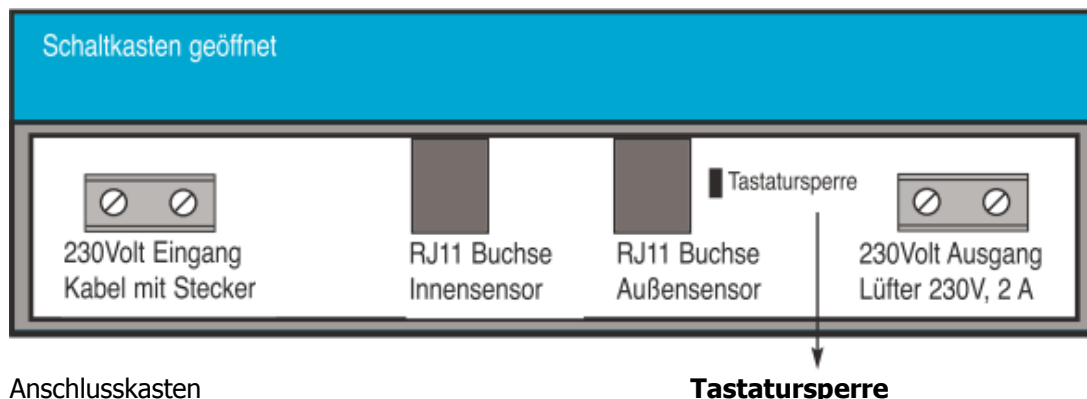 Schaltkasten geöffnet
Tastatursperre
230Volt Eingang
Kabel mit Stecker
RJ11 Buchse
Innensensor
RJ11 Buchse
Außensensor
230Volt Ausgang
Lüfter 230V, 2 A
Anschlusskasten
Tastatursperre